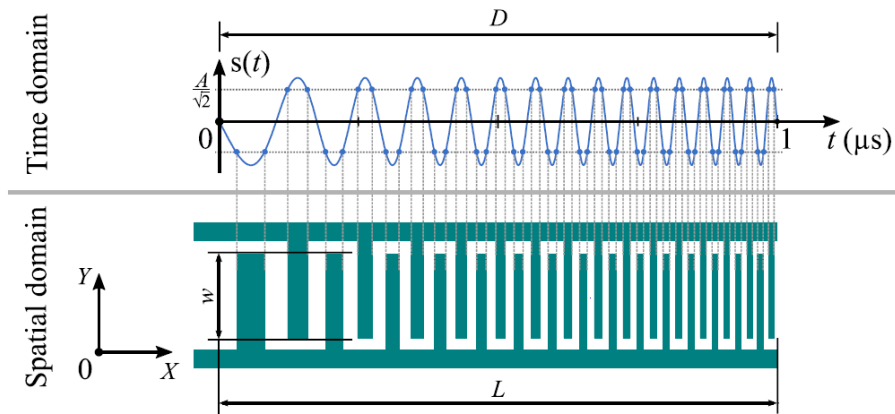 Time domain
D
s(t)
A/√2
0
1
t (μs)
Spatial domain
Y
w
0
X
L